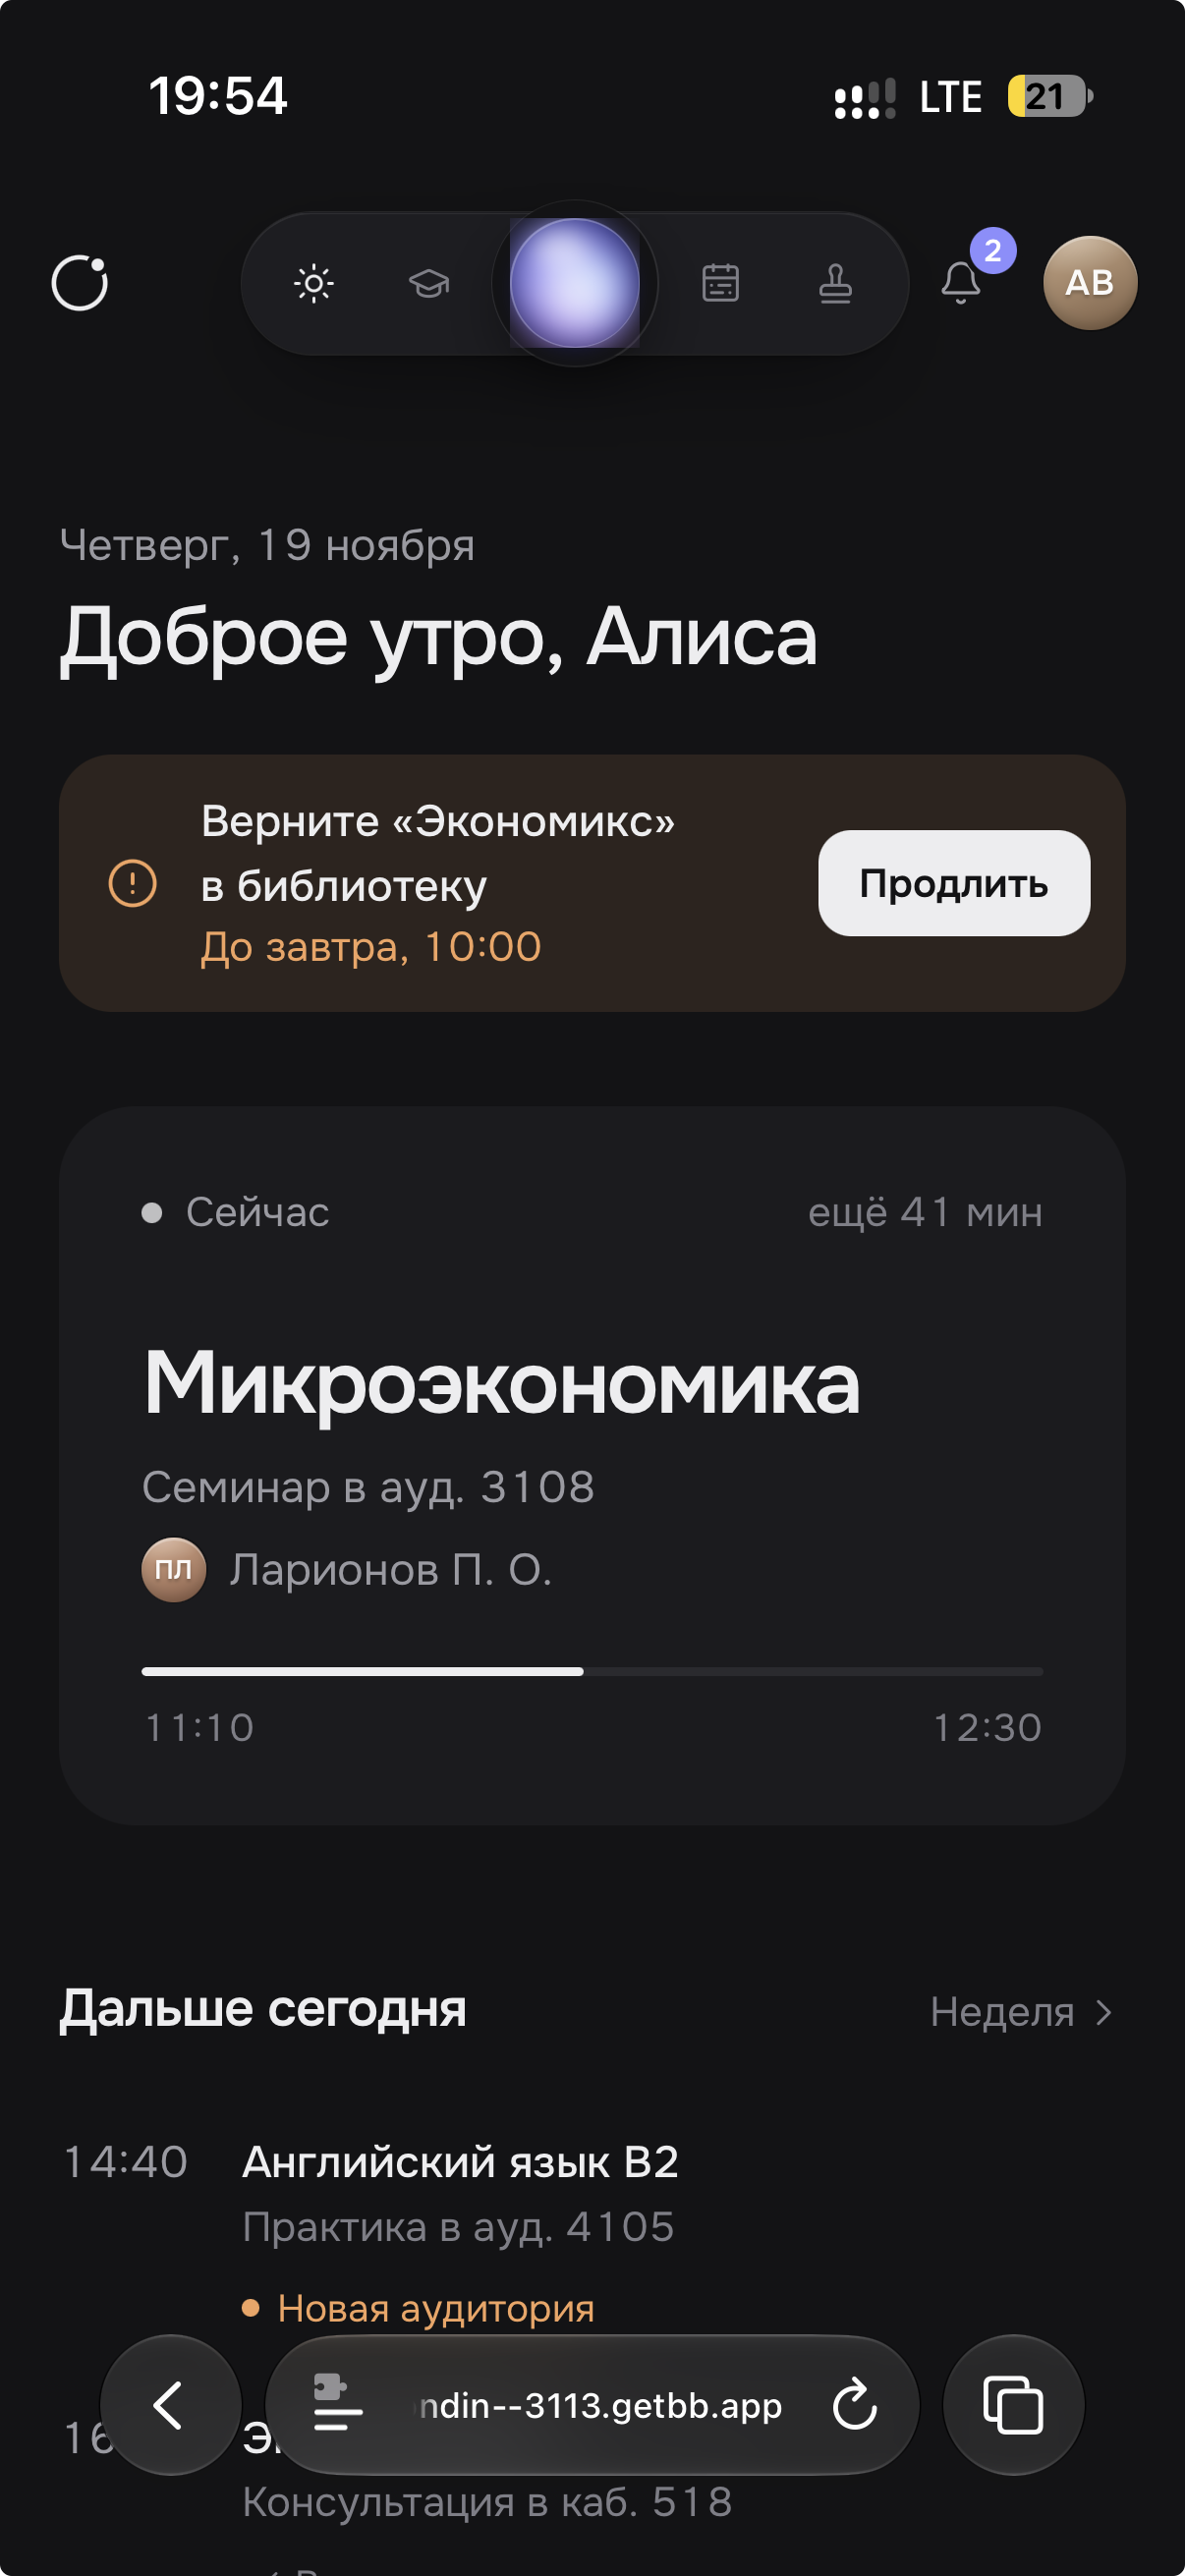 19:54
LTE 21
2
АВ
Четверг, 19 ноября
Доброе утро, Алиса
Верните «Экономикс»
в библиотеку
До завтра, 10:00
Продлить
Сейчас
ещё 41 мин
Микроэкономика
Семинар в ауд. 3108
ПЛ Ларионов П. О.
11:10
12:30
Дальше сегодня
Неделя
14:40
Английский язык B2
Практика в ауд. 4105
Новая аудитория
ndin--3113.getbb.app
Консультация в каб. 518